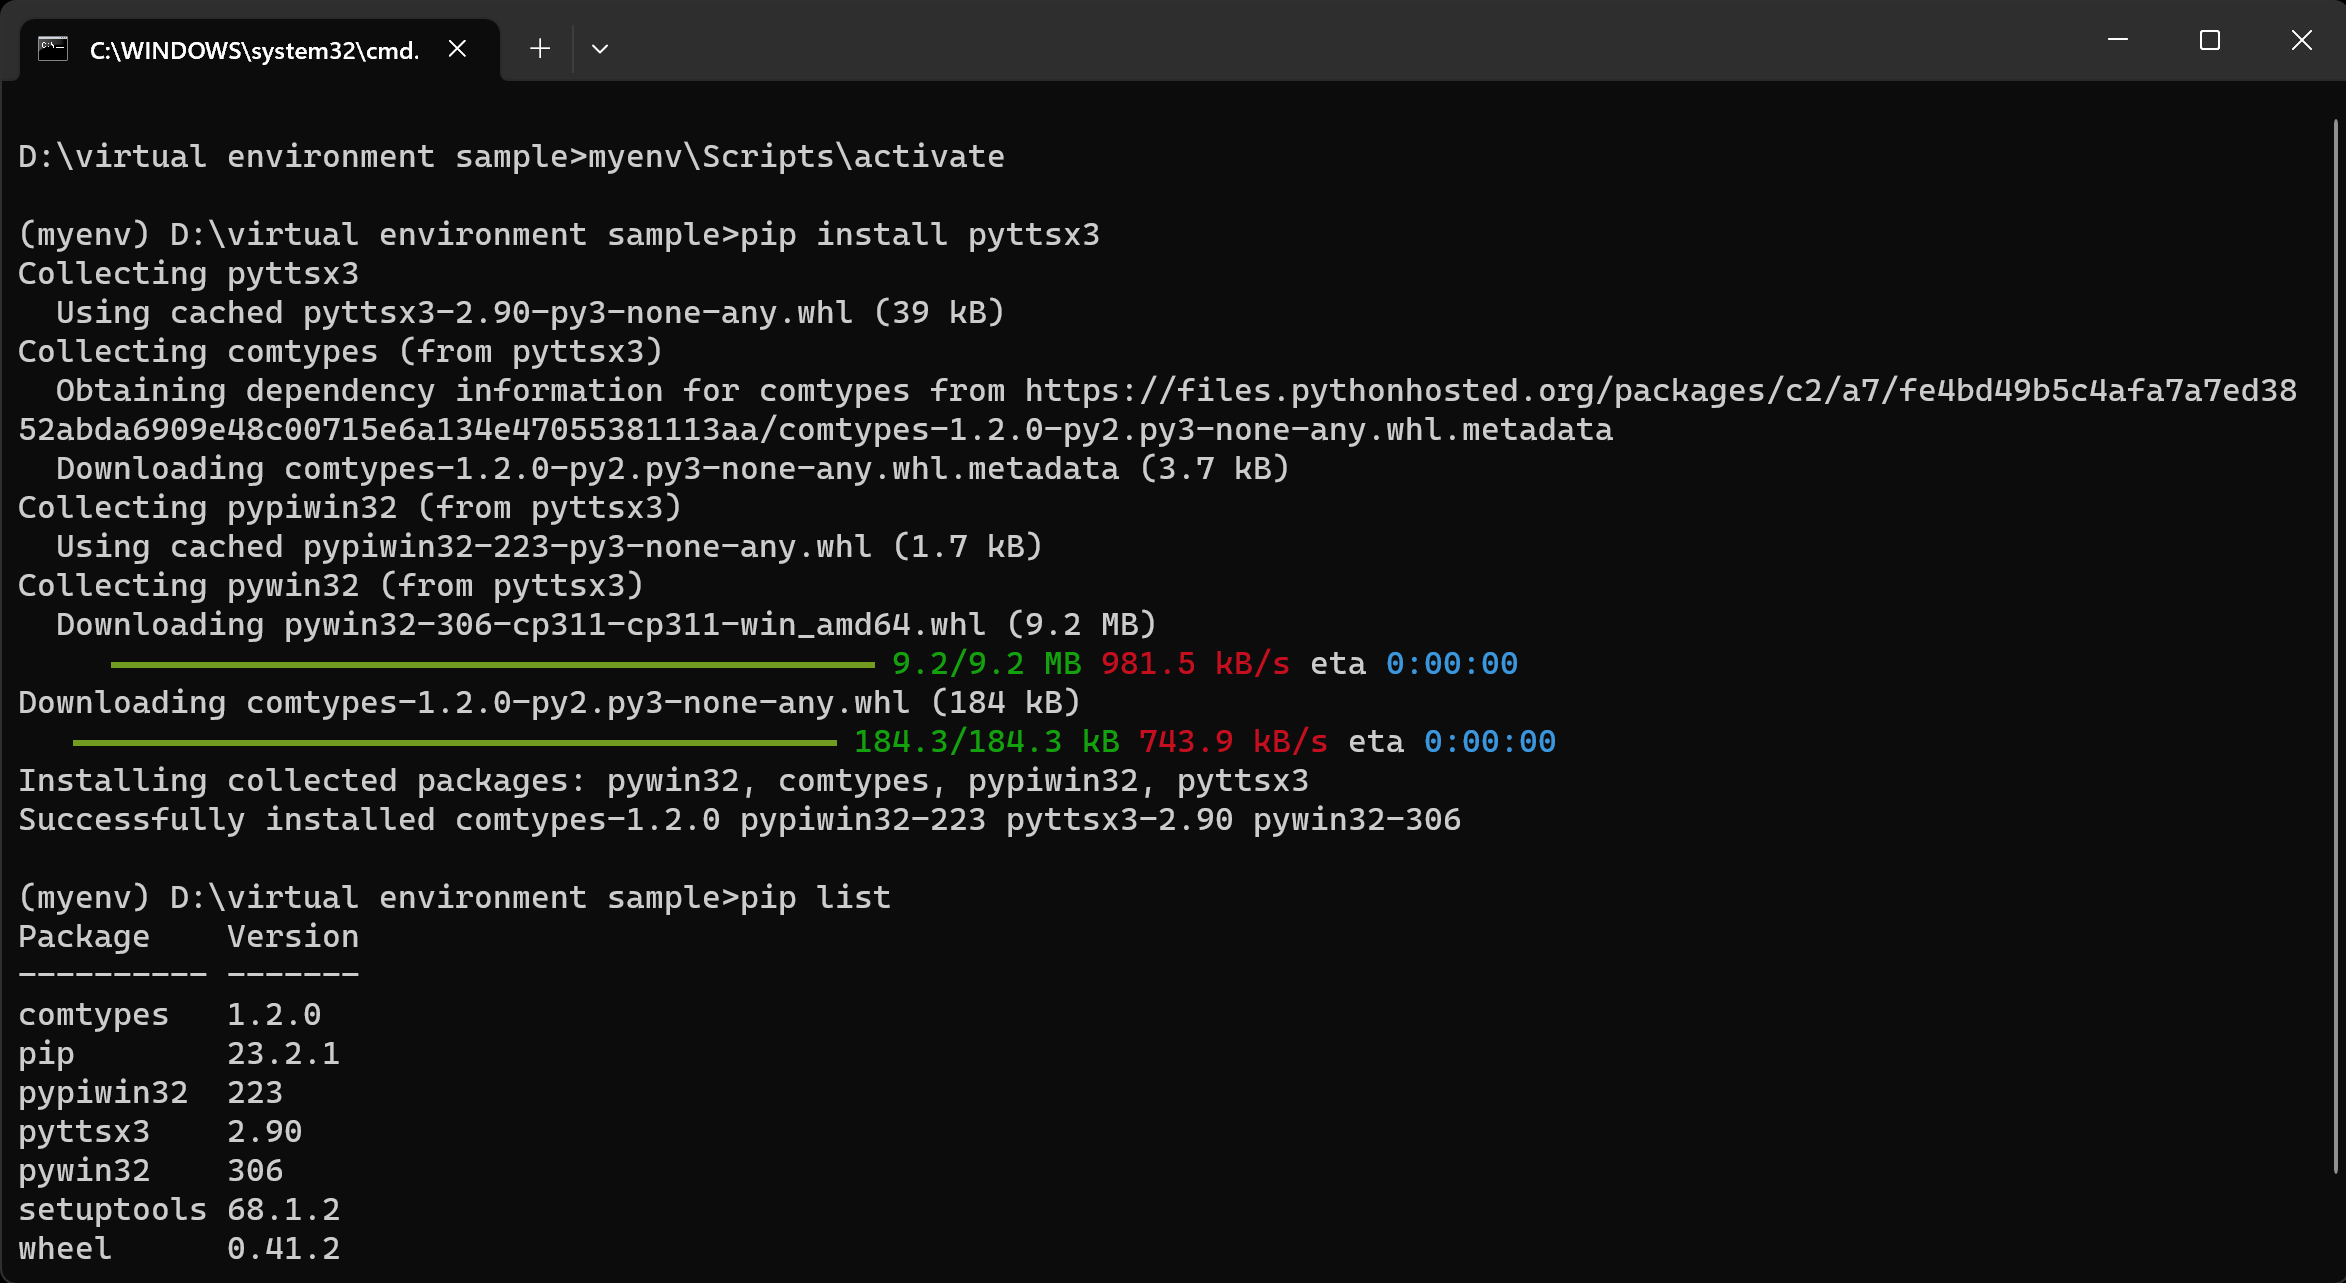 C:\WINDOWS\system32\cmd.
D:\virtual environment sample>myenv\Scripts\activate
(myenv) D:\virtual environment sample>pip install pyttsx3
Collecting pyttsx3
  Using cached pyttsx3-2.90-py3-none-any.whl (39 kB)
Collecting comtypes (from pyttsx3)
  Obtaining dependency information for comtypes from https://files.pythonhosted.org/packages/c2/a7/fe4bd49b5c4afa7a7ed38
52abda6909e48c00715e6a134e47055381113aa/comtypes-1.2.0-py2.py3-none-any.whl.metadata
  Downloading comtypes-1.2.0-py2.py3-none-any.whl.metadata (3.7 kB)
Collecting pypiwin32 (from pyttsx3)
  Using cached pypiwin32-223-py3-none-any.whl (1.7 kB)
Collecting pywin32 (from pyttsx3)
  Downloading pywin32-306-cp311-cp311-win_amd64.whl (9.2 MB)
9.2/9.2 MB 981.5 kB/s eta 0:00:00
Downloading comtypes-1.2.0-py2.py3-none-any.whl (184 kB)
184.3/184.3 kB 743.9 kB/s eta 0:00:00
Installing collected packages: pywin32, comtypes, pypiwin32, pyttsx3
Successfully installed comtypes-1.2.0 pypiwin32-223 pyttsx3-2.90 pywin32-306
(myenv) D:\virtual environment sample>pip list
Package    Version
---------- -------
comtypes   1.2.0
pip        23.2.1
pypiwin32  223
pyttsx3    2.90
pywin32    306
setuptools 68.1.2
wheel      0.41.2